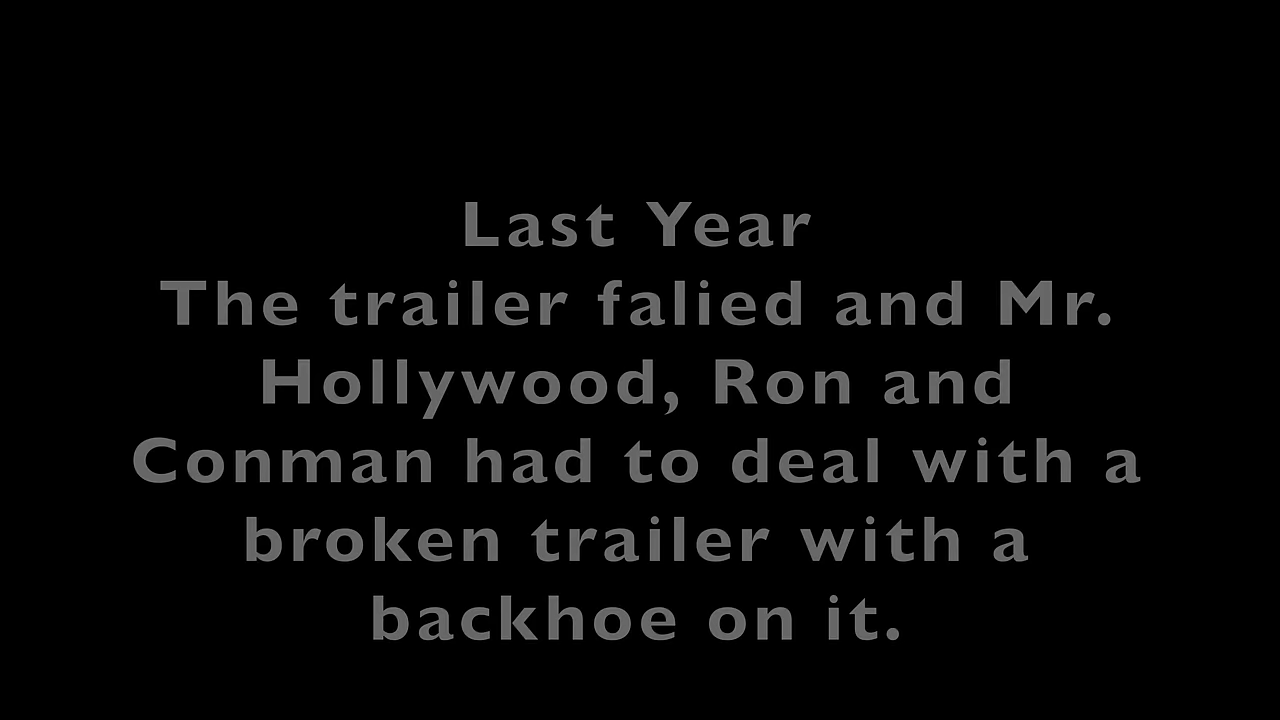 Last Year
The trailer falied and Mr.
Hollywood, Ron and
Conman had to deal with a
broken trailer with a
backhoe on it.